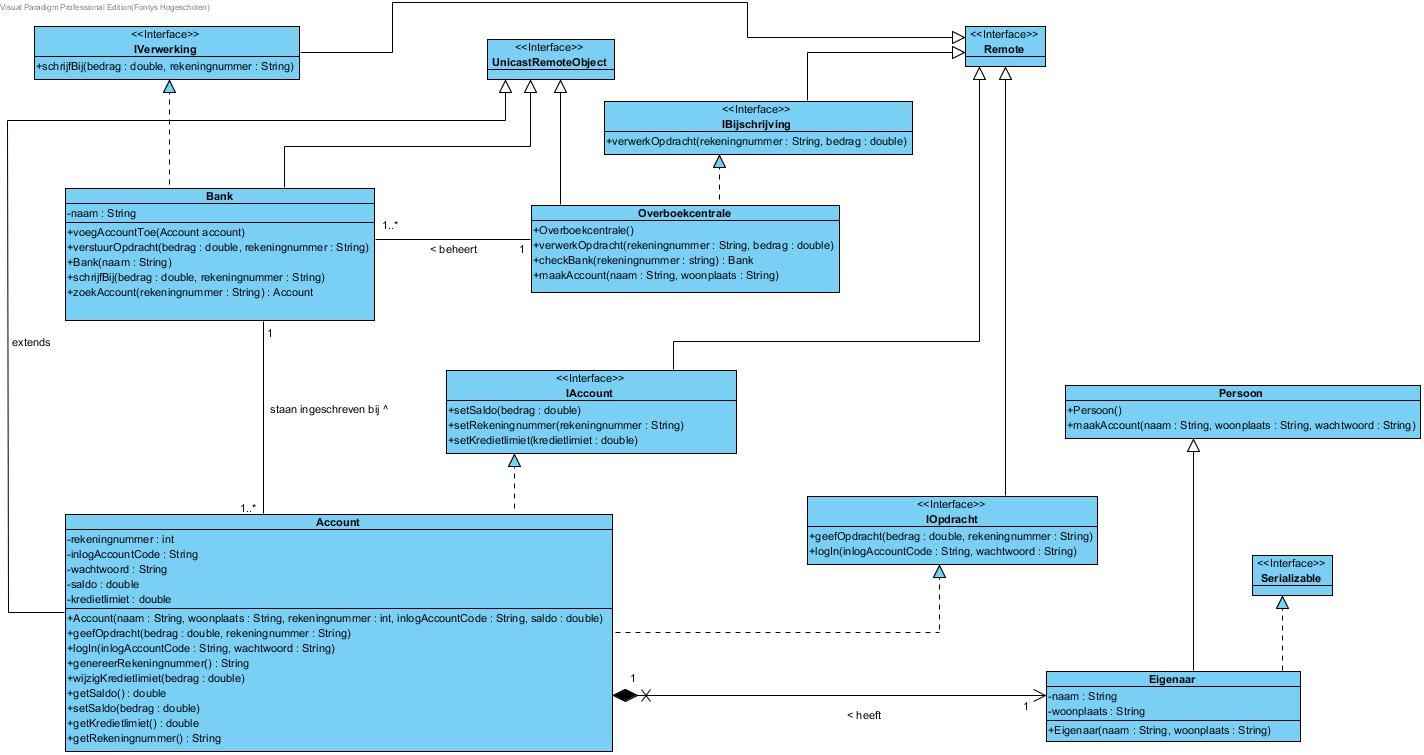 Visual Paradigm Professional Edition(Fontys Hogescholen)
<<Interface>>
IVerwerking
+schrijfBij(bedrag : double, rekeningnummer : String)
<<Interface>>
UnicastRemoteObject
<<Interface>>
Remote
<<Interface>>
IBijschrijving
+verwerkOpdracht(rekeningnummer : String, bedrag : double)
Bank
-naam : String
+voegAccountToe(Account account)
+verstuurOpdracht(bedrag : double, rekeningnummer : String)
+Bank(naam : String)
+schrijfBij(bedrag : double, rekeningnummer : String)
+zoekAccount(rekeningnummer : String) : Account
1..*
< beheert
1
Overboekcentrale
+Overboekcentrale()
+verwerkOpdracht(rekeningnummer : String, bedrag : double)
+checkBank(rekeningnummer : string) : Bank
+maakAccount(naam : String, woonplaats : String)
extends
1
staan ingeschreven bij ^
1..*
<<Interface>>
IAccount
+setSaldo(bedrag : double)
+setRekeningnummer(rekeningnummer : String)
+setKredietlimiet(kredietlimiet : double)
Persoon
+Persoon()
+maakAccount(naam : String, woonplaats : String, wachtwoord : String)
<<Interface>>
IOpdracht
+geefOpdracht(bedrag : double, rekeningnummer : String)
+logIn(inlogAccountCode : String, wachtwoord : String)
<<Interface>>
Serializable
Account
-rekeningnummer : int
-inlogAccountCode : String
-wachtwoord : String
-saldo : double
-kredietlimiet : double
+Account(naam : String, woonplaats : String, rekeningnummer : int, inlogAccountCode : String, saldo : double)
+geefOpdracht(bedrag : double, rekeningnummer : String)
+logIn(inlogAccountCode : String, wachtwoord : String)
+genereerRekeningnummer() : String
+wijzigKredietlimiet(bedrag : double)
+getSaldo() : double
+setSaldo(bedrag : double)
+getKredietlimiet() : double
+getRekeningnummer() : String
1
< heeft
1
Eigenaar
-naam : String
-woonplaats : String
+Eigenaar(naam : String, woonplaats : String)